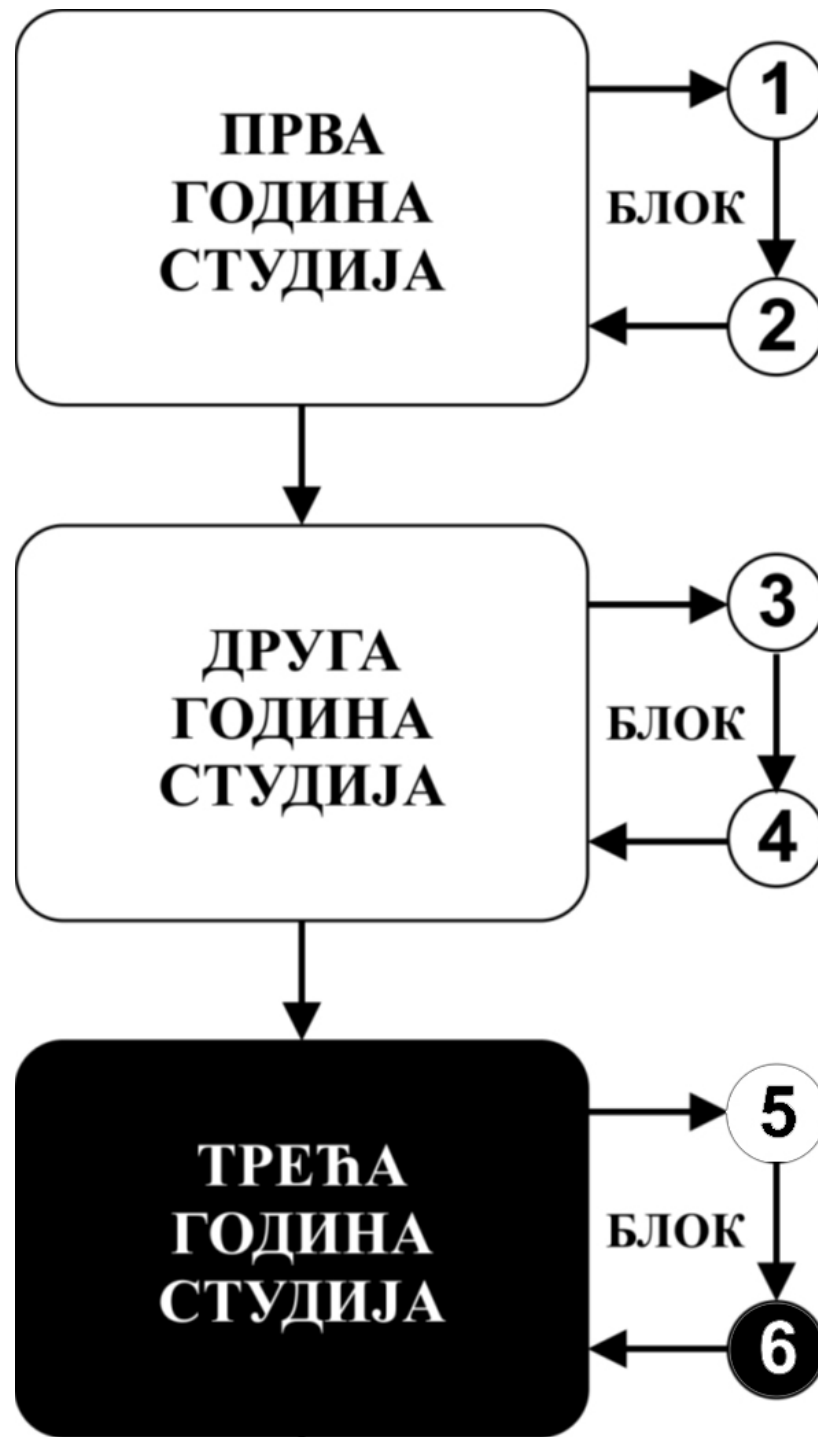 ПРВА
ГОДИНА
СТУДИЈА
1
БЛОК
2
ДРУГА
ГОДИНА
СТУДИЈА
3
БЛОК
4
ТРЕЋА
ГОДИНА
СТУДИЈА
5
БЛОК
6